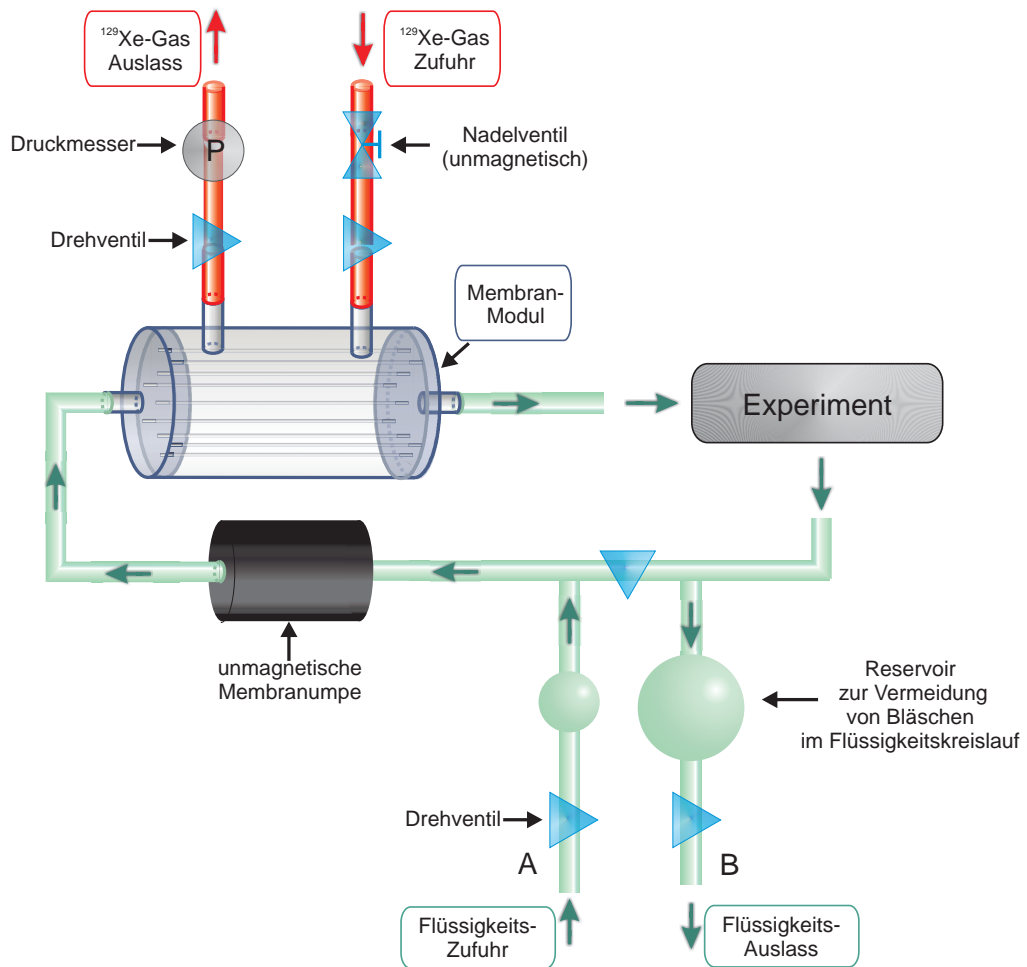 ¹²⁹Xe-Gas
Auslass
¹²⁹Xe-Gas
Zufuhr
Druckmesser
P
Nadelventil
(unmagnetisch)
Drehventil
Membran-
Modul
Experiment
unmagnetische
Membranumpe
Reservoir
zur Vermeidung
von Bläschen
im Flüssigkeitskreislauf
Drehventil
A
B
Flüssigkeits-
Zufuhr
Flüssigkeits-
Auslass